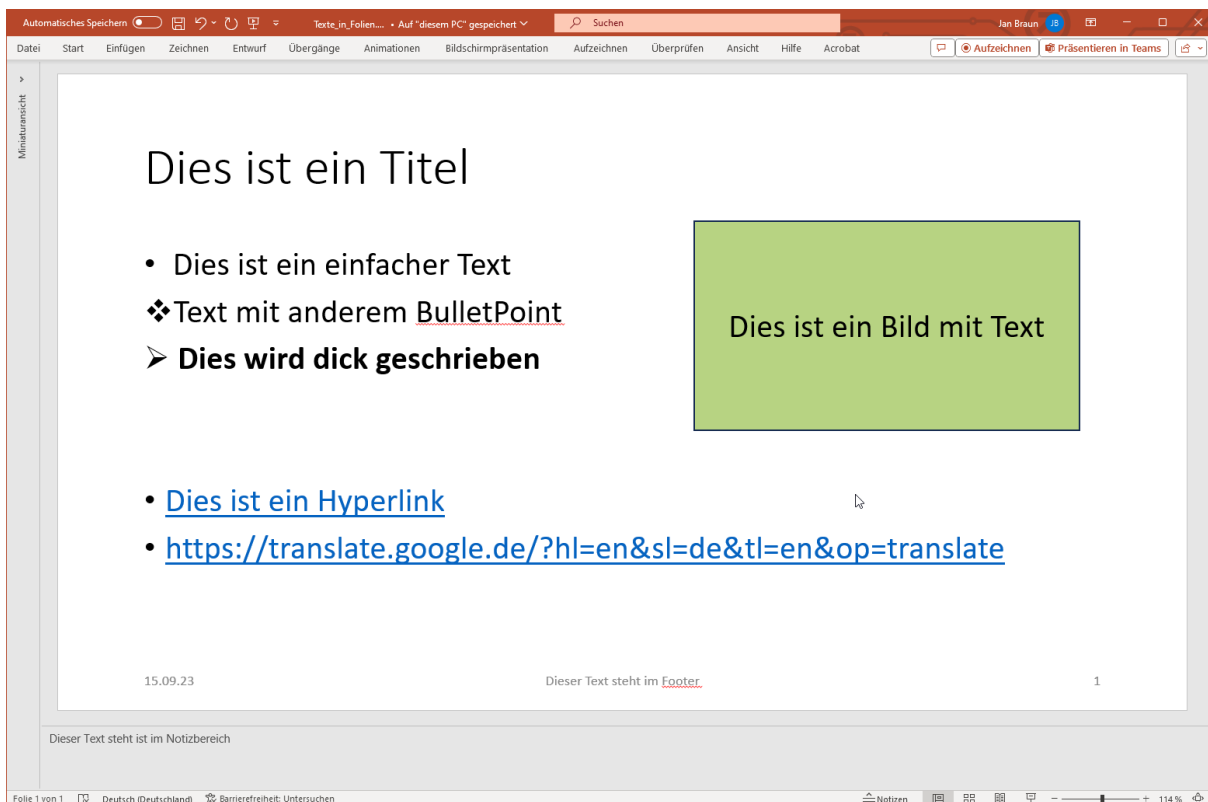 Automatisches Speichern
Texte_in_Folien.... • Auf "diesem PC" gespeichert
Suchen
Jan Braun
JB
Datei Start Einfügen Zeichnen Entwurf Übergänge Animationen Bildschirmpräsentation Aufzeichnen Überprüfen Ansicht Hilfe Acrobat
Aufzeichnen
Präsentieren in Teams
Miniaturansicht
Dies ist ein Titel
• Dies ist ein einfacher Text
❖Text mit anderem BulletPoint
➢ Dies wird dick geschrieben
Dies ist ein Bild mit Text
• Dies ist ein Hyperlink
• https://translate.google.de/?hl=en&sl=de&tl=en&op=translate
15.09.23
Dieser Text steht im Footer
1
Dieser Text steht ist im Notizbereich
Folie 1 von 1
Deutsch (Deutschland)
Barrierefreiheit: Untersuchen
Notizen
114 %